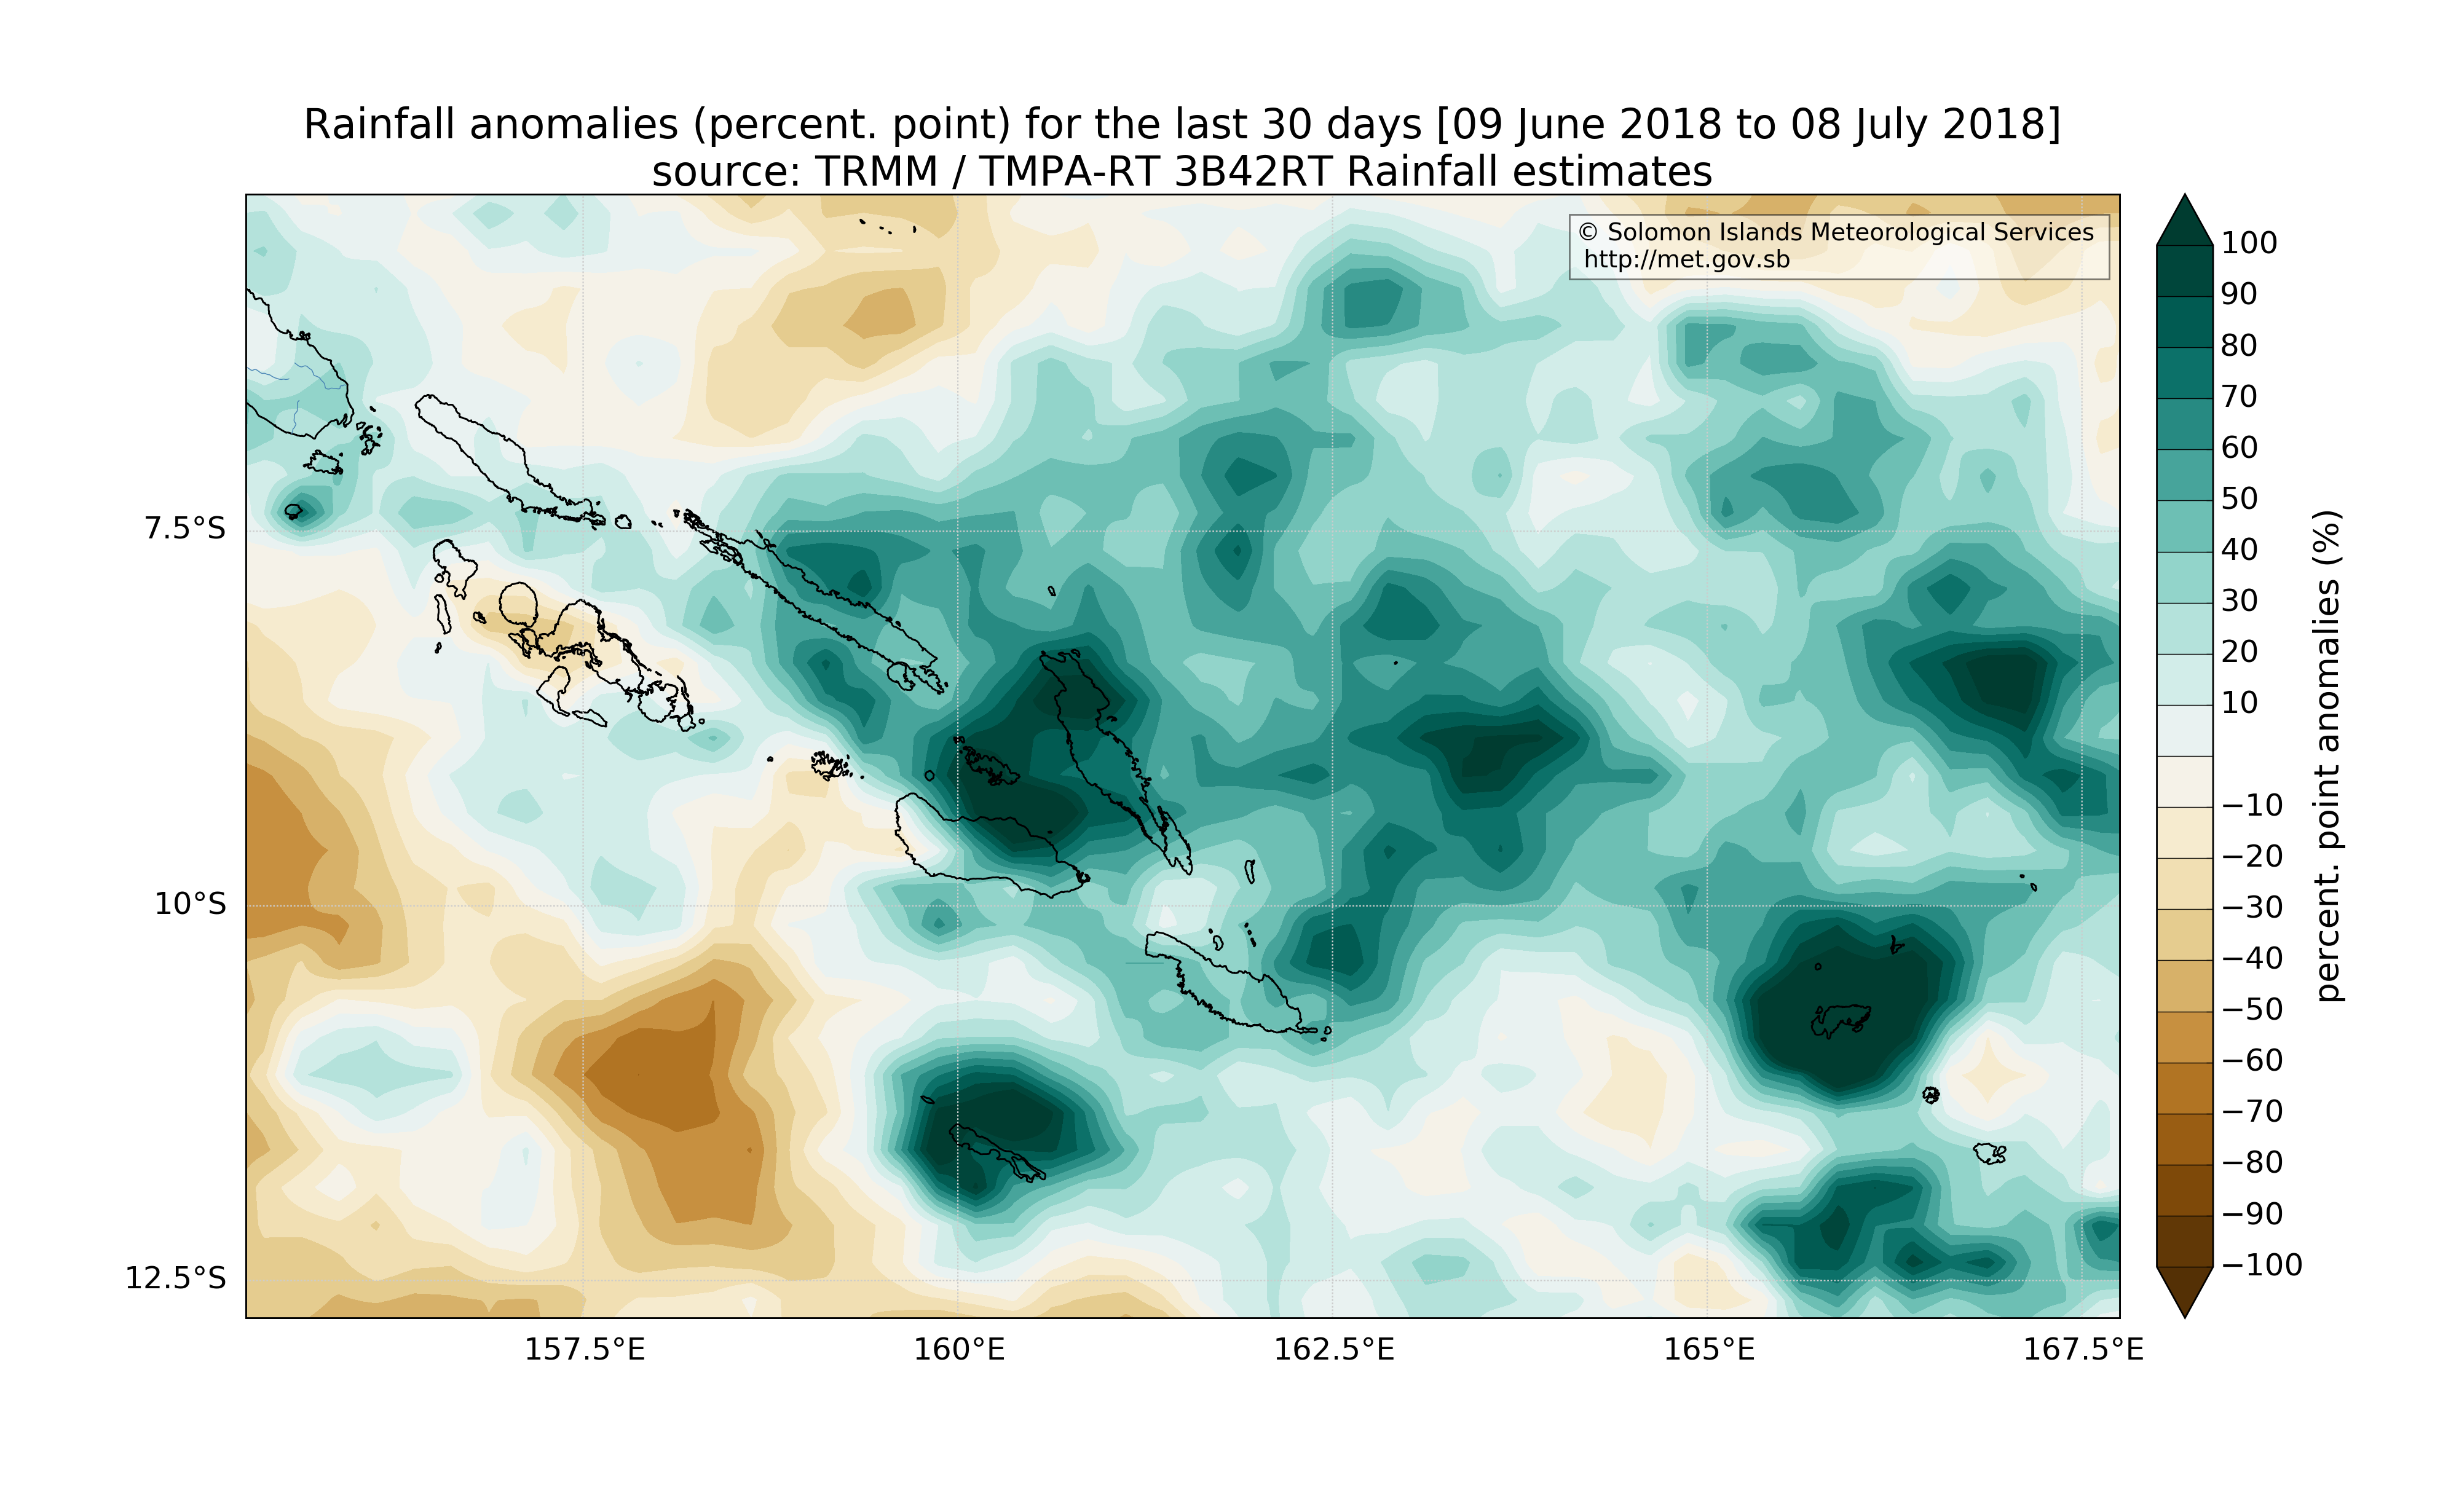 Rainfall anomalies (percent. point) for the last 30 days [09 June 2018 to 08 July 2018]
source: TRMM / TMPA-RT 3B42RT Rainfall estimates
© Solomon Islands Meteorological Services
http://met.gov.sb
7.5°S
10°S
12.5°S
157.5°E
160°E
162.5°E
165°E
167.5°E
100
90
80
70
60
50
40
30
20
10
−10
−20
−30
−40
−50
−60
−70
−80
−90
−100
percent. point anomalies (%)